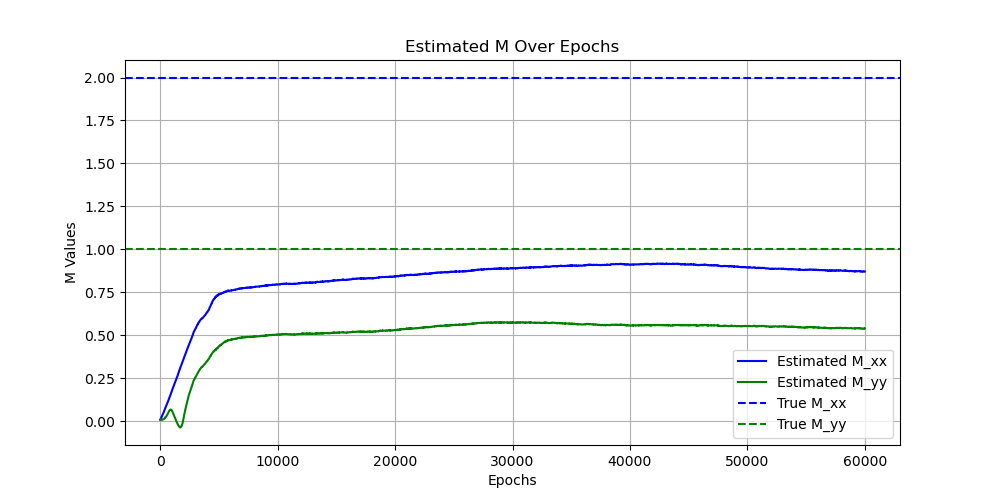 Estimated M Over Epochs
M Values
2.00
1.75
1.50
1.25
1.00
0.75
0.50
0.25
0.00
Estimated M_xx
Estimated M_yy
True M_xx
True M_yy
0 10000 20000 30000 40000 50000 60000
Epochs